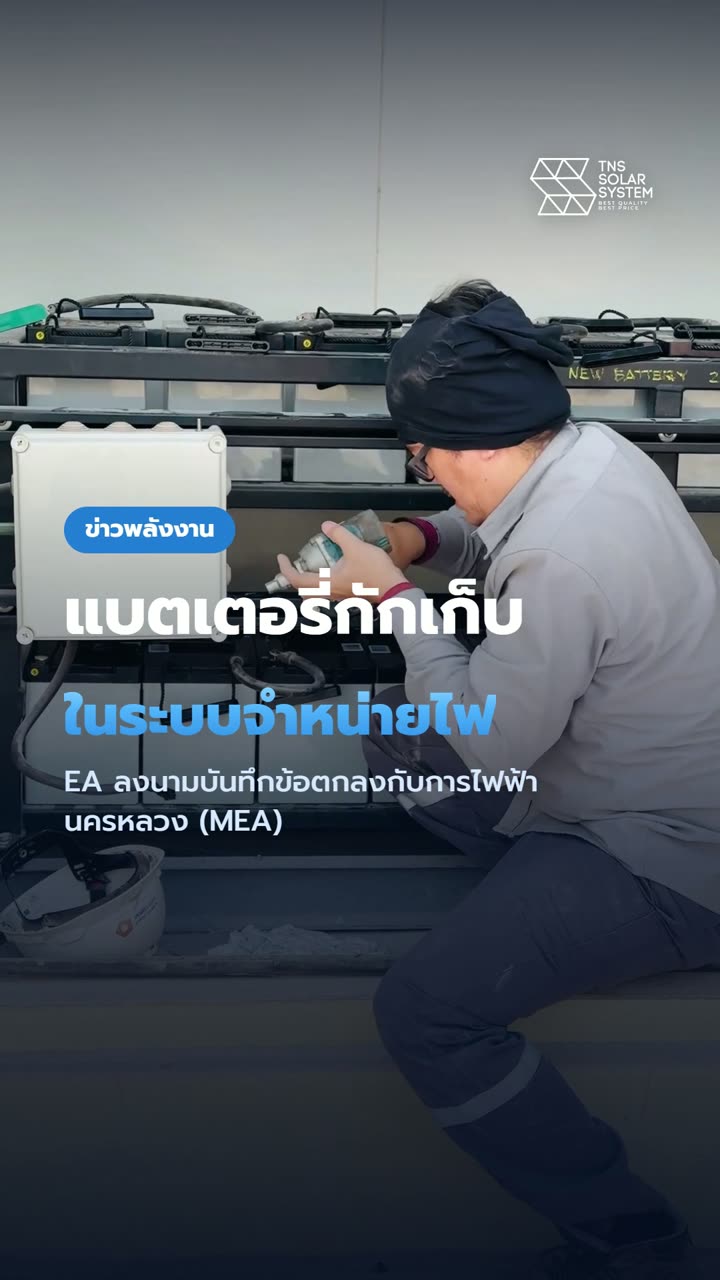 TNS
SOLAR
SYSTEM
BEST QUALITY
BEST PRICE
NEW BATTERY 2
ข่าวพลังงาน
แบตเตอรี่กักเก็บ
ในระบบจำหน่ายไฟ
EA ลงนามบันทึกข้อตกลงกับการไฟฟ้า
นครหลวง (MEA)